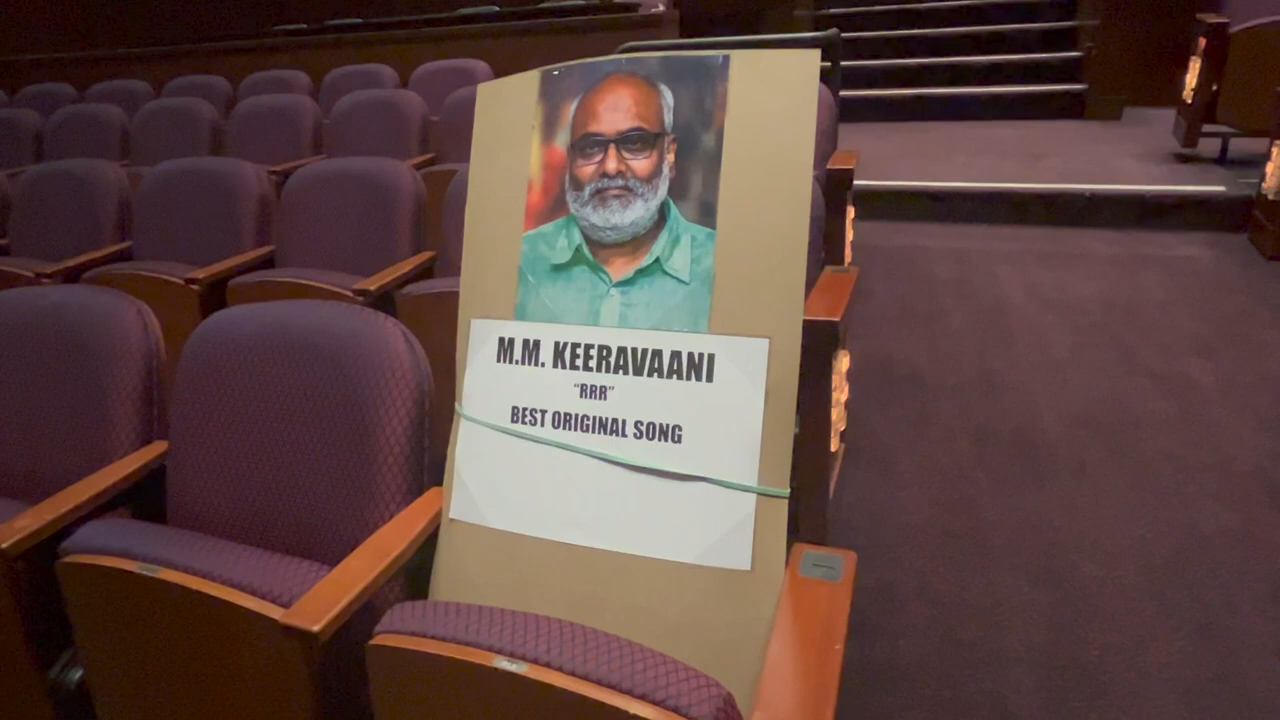 M.M. KEERAVAANI
“RRR”
BEST ORIGINAL SONG